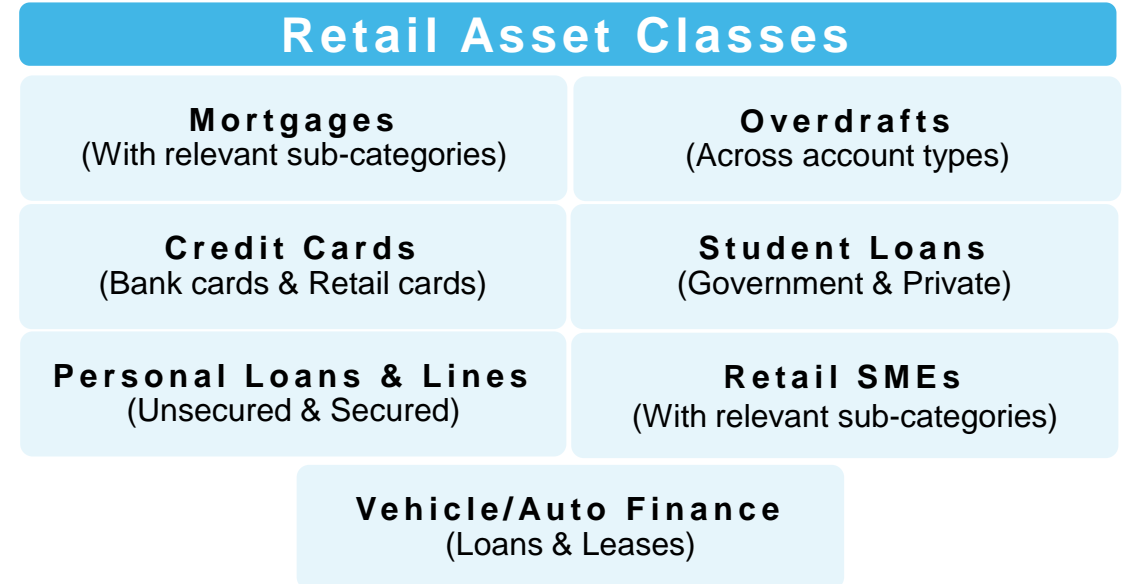 Retail Asset Classes
Mortgages
(With relevant sub-categories)
Overdrafts
(Across account types)
Credit Cards
(Bank cards & Retail cards)
Student Loans
(Government & Private)
Personal Loans & Lines
(Unsecured & Secured)
Retail SMEs
(With relevant sub-categories)
Vehicle/Auto Finance
(Loans & Leases)